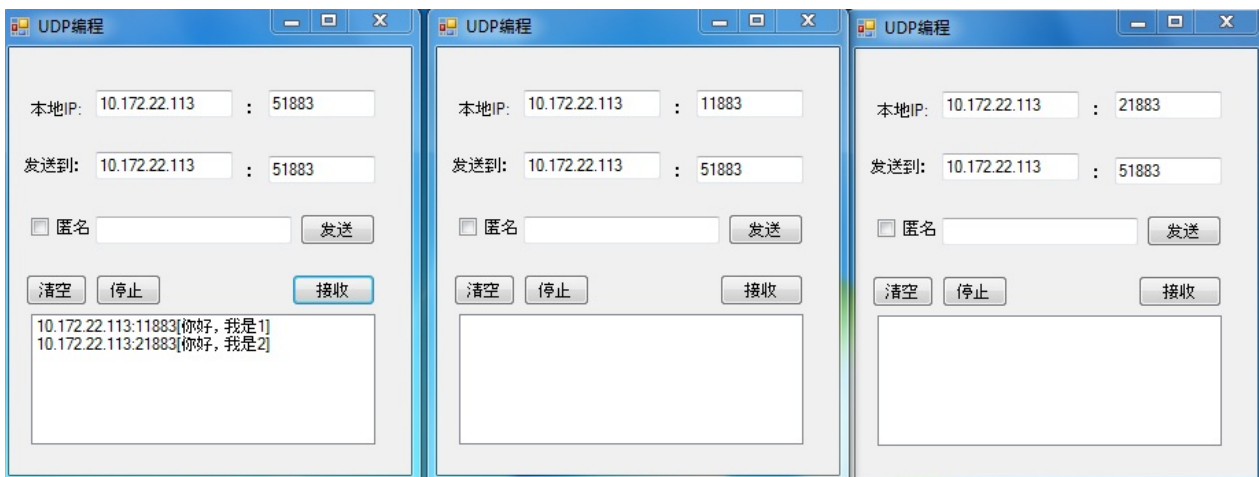 UDP编程
本地IP: 10.172.22.113 : 51883
发送到: 10.172.22.113 : 51883
匿名 发送
清空 停止 接收
10.172.22.113:11883[你好，我是1]
10.172.22.113:21883[你好，我是2]
UDP编程
本地IP: 10.172.22.113 : 11883
发送到: 10.172.22.113 : 51883
匿名 发送
清空 停止 接收
UDP编程
本地IP: 10.172.22.113 : 21883
发送到: 10.172.22.113 : 51883
匿名 发送
清空 停止 接收